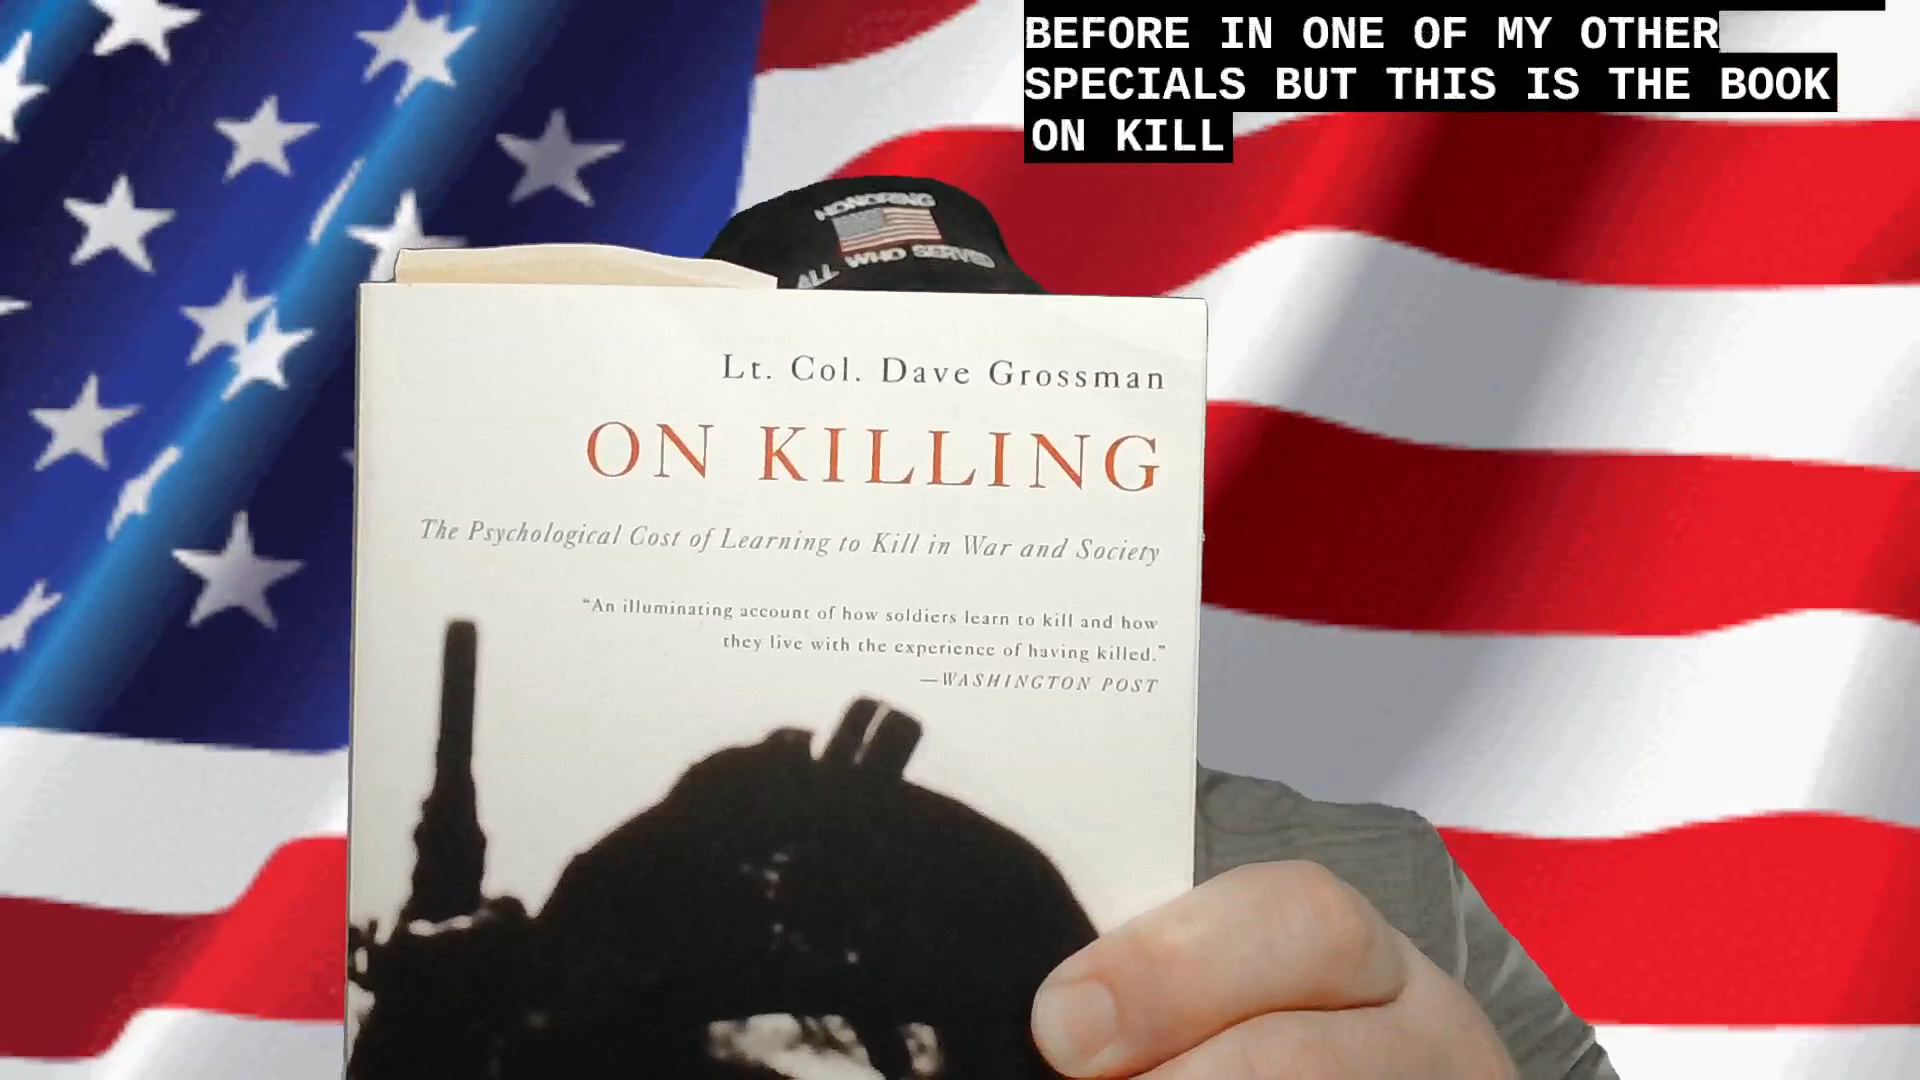 BEFORE IN ONE OF MY OTHER
SPECIALS BUT THIS IS THE BOOK
ON KILL
HONORING
ALL WHO SERVED
Lt. Col. Dave Grossman
ON KILLING
The Psychological Cost of Learning to Kill in War and Society
“An illuminating account of how soldiers learn to kill and how
they live with the experience of having killed.”
—WASHINGTON POST